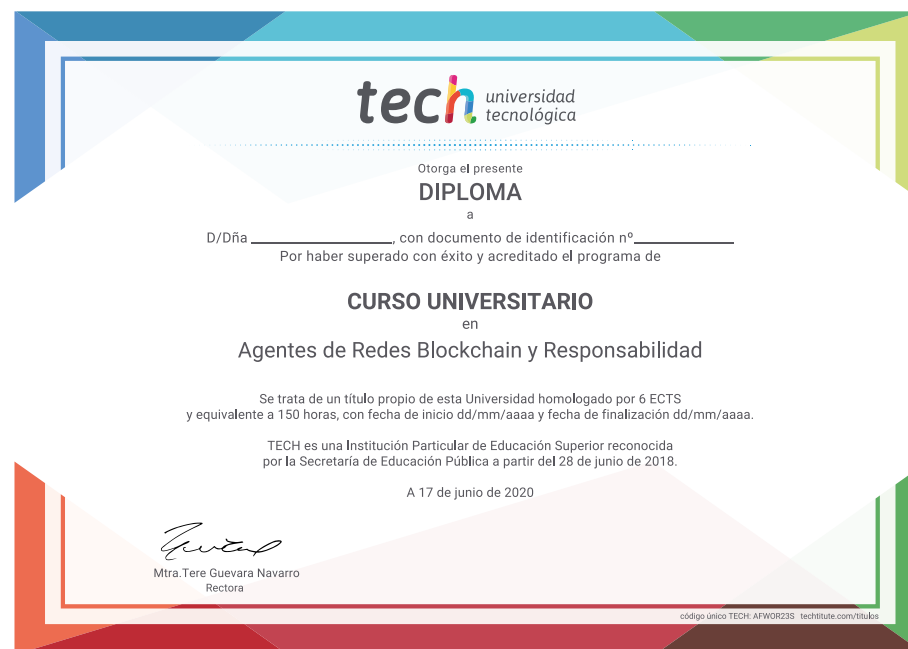 tech universidad
tecnológica
Otorga el presente
DIPLOMA
a
D/Dña ____________________, con documento de identificación nº______________
Por haber superado con éxito y acreditado el programa de
CURSO UNIVERSITARIO
en
Agentes de Redes Blockchain y Responsabilidad
Se trata de un título propio de esta Universidad homologado por 6 ECTS
y equivalente a 150 horas, con fecha de inicio dd/mm/aaaa y fecha de finalización dd/mm/aaaa.
TECH es una Institución Particular de Educación Superior reconocida
por la Secretaría de Educación Pública a partir del 28 de junio de 2018.
A 17 de junio de 2020
Mtra.Tere Guevara Navarro
Rectora
código único TECH: AFWOR23S techtitute.com/titulos